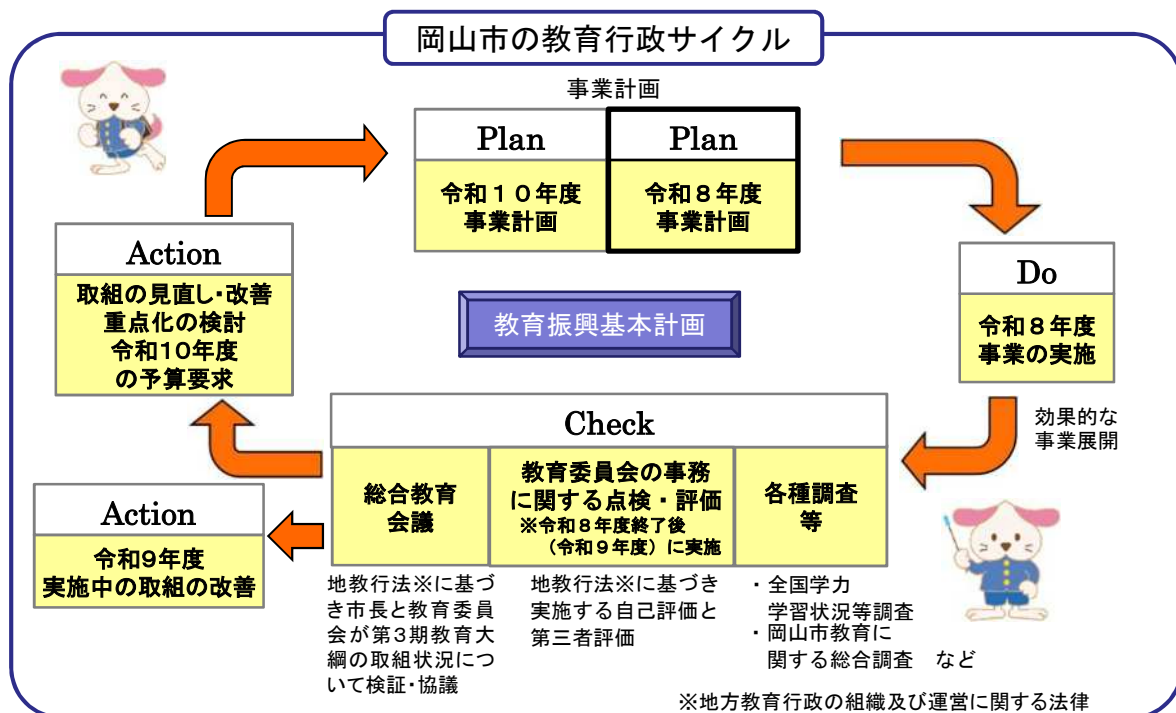 岡山市の教育行政サイクル
事業計画
Plan
令和１０年度
事業計画
Plan
令和８年度
事業計画
Do
令和８年度
事業の実施
効果的な
事業展開
教育振興基本計画
Check
総合教育
会議
教育委員会の事務
に関する点検・評価
※令和８年度終了後
（令和９年度）に実施
各種調査
等
地教行法※に基づ
き市長と教育委員
会が第3期教育大
綱の取組状況につ
いて検証・協議
地教行法※に基づき
実施する自己評価と
第三者評価
・全国学力
学習状況等調査
・岡山市教育に
関する総合調査　など
Action
取組の見直し・改善
重点化の検討
令和10年度
の予算要求
Action
令和9年度
実施中の取組の改善
※地方教育行政の組織及び運営に関する法律